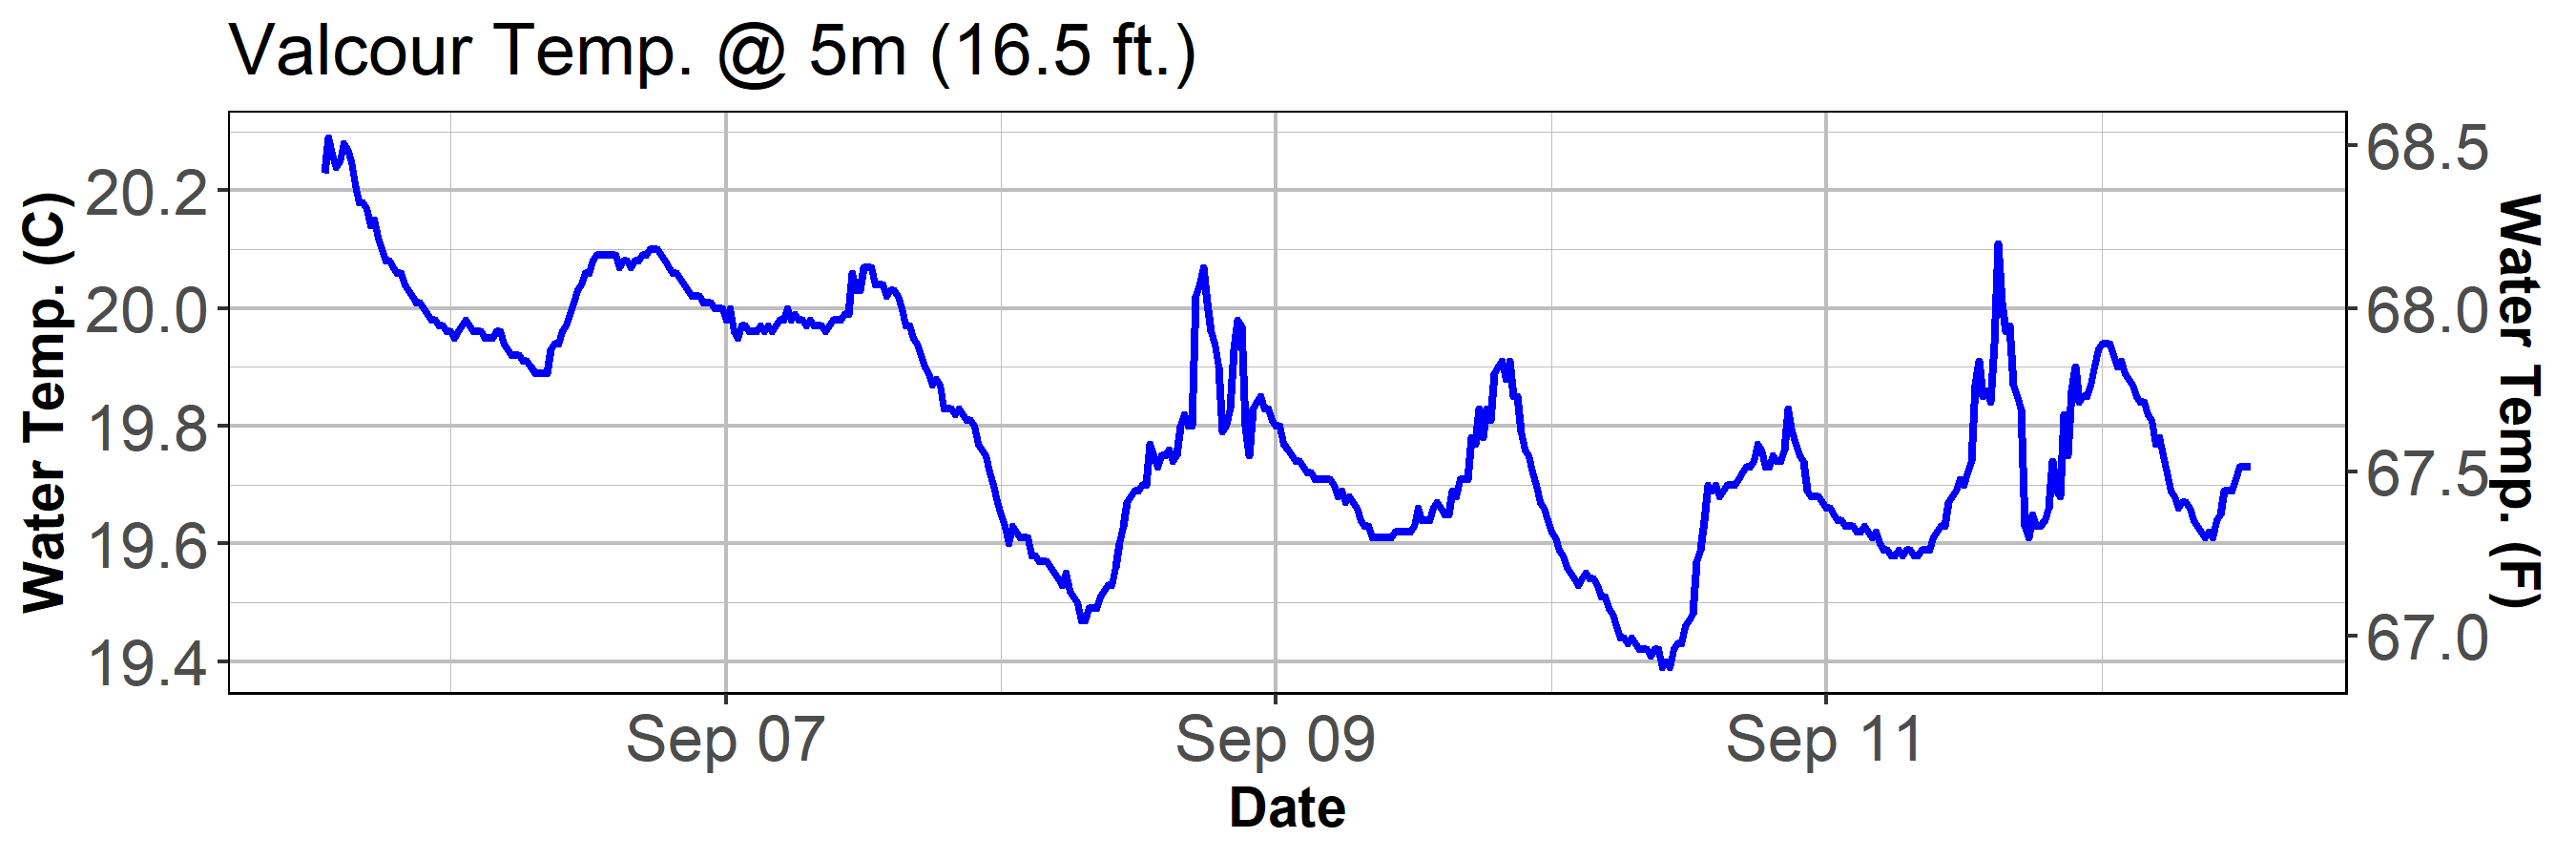 Valcour Temp. @ 5m (16.5 ft.)
Water Temp. (C)
20.2
20.0
19.8
19.6
19.4
68.5
68.0
67.5
67.0
Water Temp. (F)
Sep 07
Sep 09
Sep 11
Date